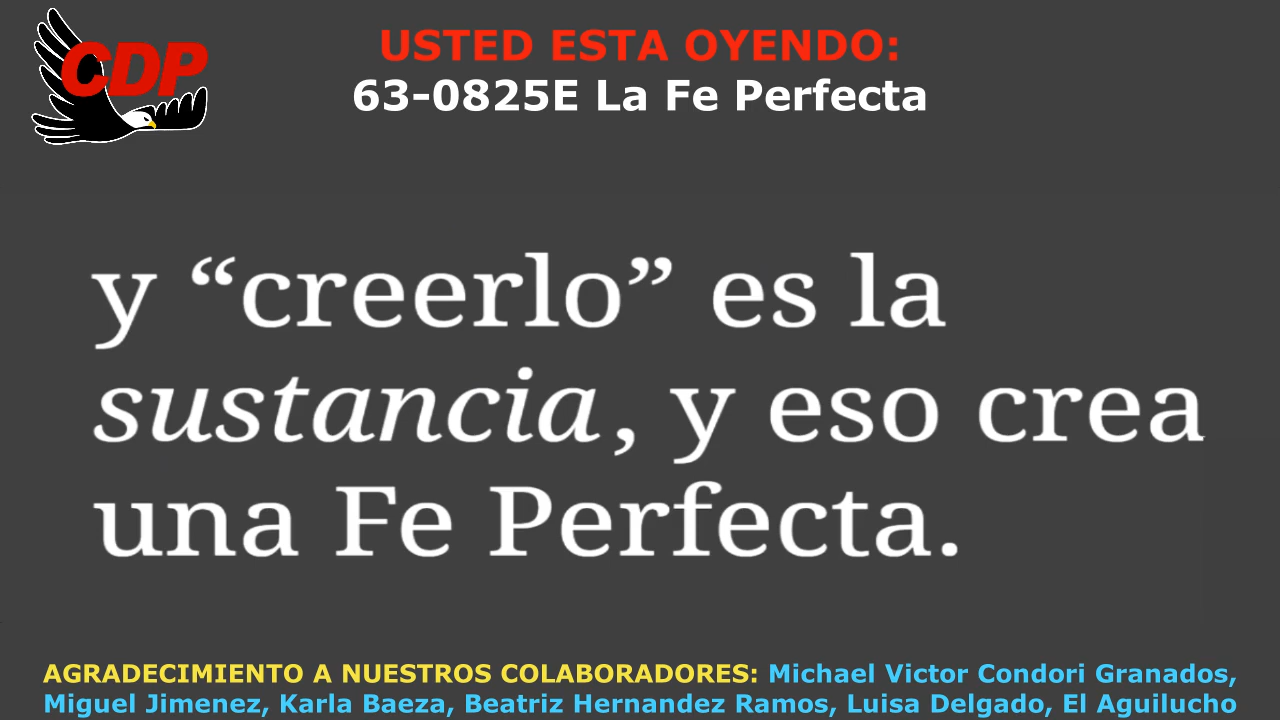 CDP
USTED ESTA OYENDO:
63-0825E La Fe Perfecta
y “creerlo” es la
sustancia, y eso crea
una Fe Perfecta.
AGRADECIMIENTO A NUESTROS COLABORADORES: Michael Victor Condori Granados,
Miguel Jimenez, Karla Baeza, Beatriz Hernandez Ramos, Luisa Delgado, El Aguilucho